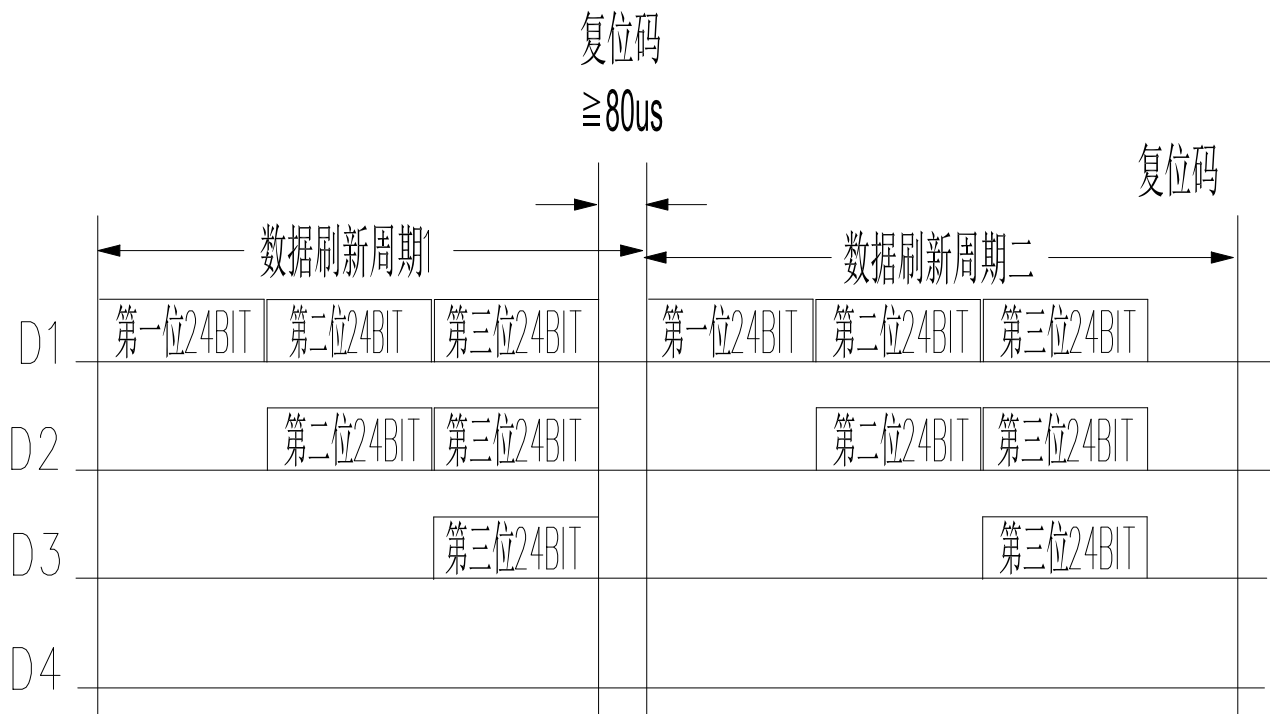 复位码
≧80us
复位码
数据刷新周期1
数据刷新周期二
D1 第一位24BIT 第二位24BIT 第三位24BIT 第一位24BIT 第二位24BIT 第三位24BIT
D2 第二位24BIT 第三位24BIT 第二位24BIT 第三位24BIT
D3 第三位24BIT 第三位24BIT
D4